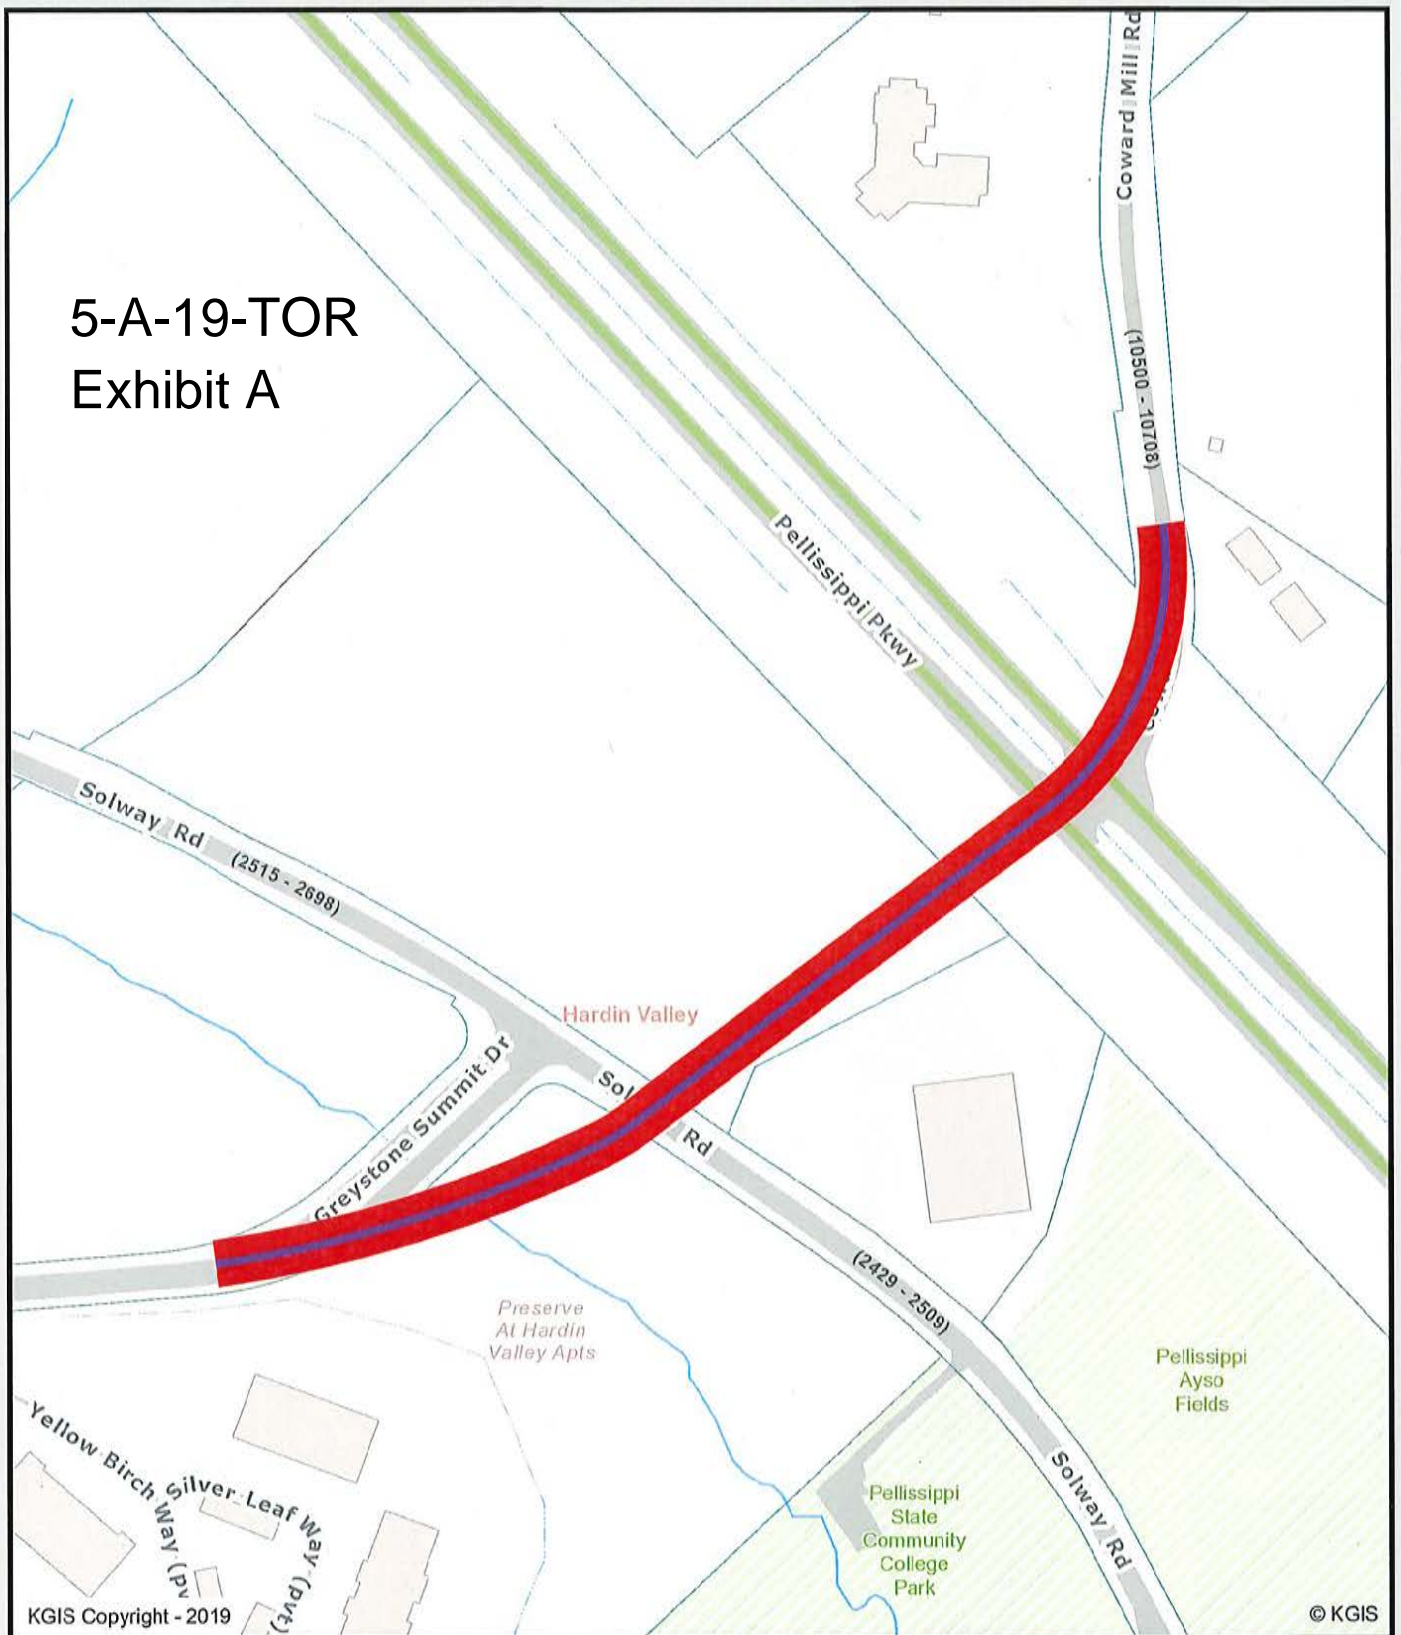 Coward Mill Rd
5-A-19-TOR
Exhibit A
(10500 - 10708)
Pellissippi Pkwy
Solway Rd
(2515 - 2698)
Hardin Valley
Greystone Summit Dr
Sol
Rd
(2429 - 2509)
Preserve
At Hardin
Valley Apts
Pellissippi
Ayso
Fields
Yellow Birch Way (pv
Silver Leaf Way (pvt)
Solway Rd
Pellissippi
State
Community
College
Park
KGIS Copyright - 2019
© KGIS